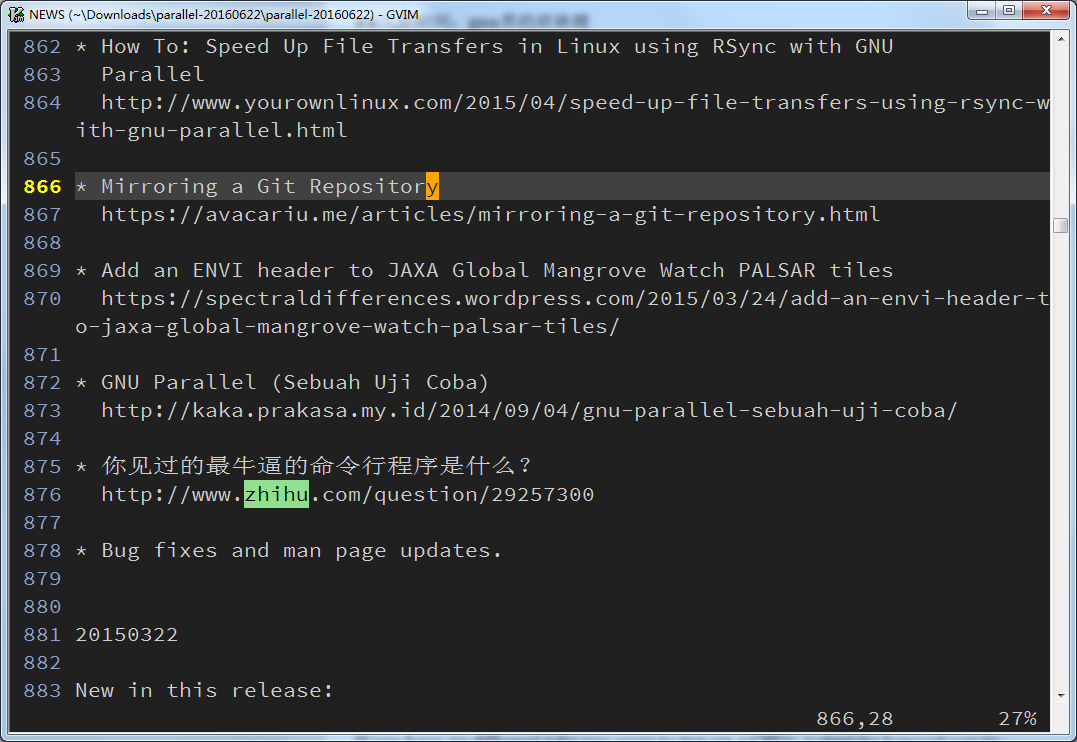 NEWS (~\Downloads\parallel-20160622\parallel-20160622) - GVIM
862 * How To: Speed Up File Transfers in Linux using RSync with GNU
863 Parallel
864 http://www.yourownlinux.com/2015/04/speed-up-file-transfers-using-rsync-w
ith-gnu-parallel.html
865
866 * Mirroring a Git Repository
867 https://avacariu.me/articles/mirroring-a-git-repository.html
868
869 * Add an ENVI header to JAXA Global Mangrove Watch PALSAR tiles
870 https://spectraldifferences.wordpress.com/2015/03/24/add-an-envi-header-t
o-jaxa-global-mangrove-watch-palsar-tiles/
871
872 * GNU Parallel (Sebuah Uji Coba)
873 http://kaka.prakasa.my.id/2014/09/04/gnu-parallel-sebuah-uji-coba/
874
875 * 你见过的最牛逼的命令行程序是什么?
876 http://www.zhihu.com/question/29257300
877
878 * Bug fixes and man page updates.
879
880
881 20150322
882
883 New in this release:
866,28 27%